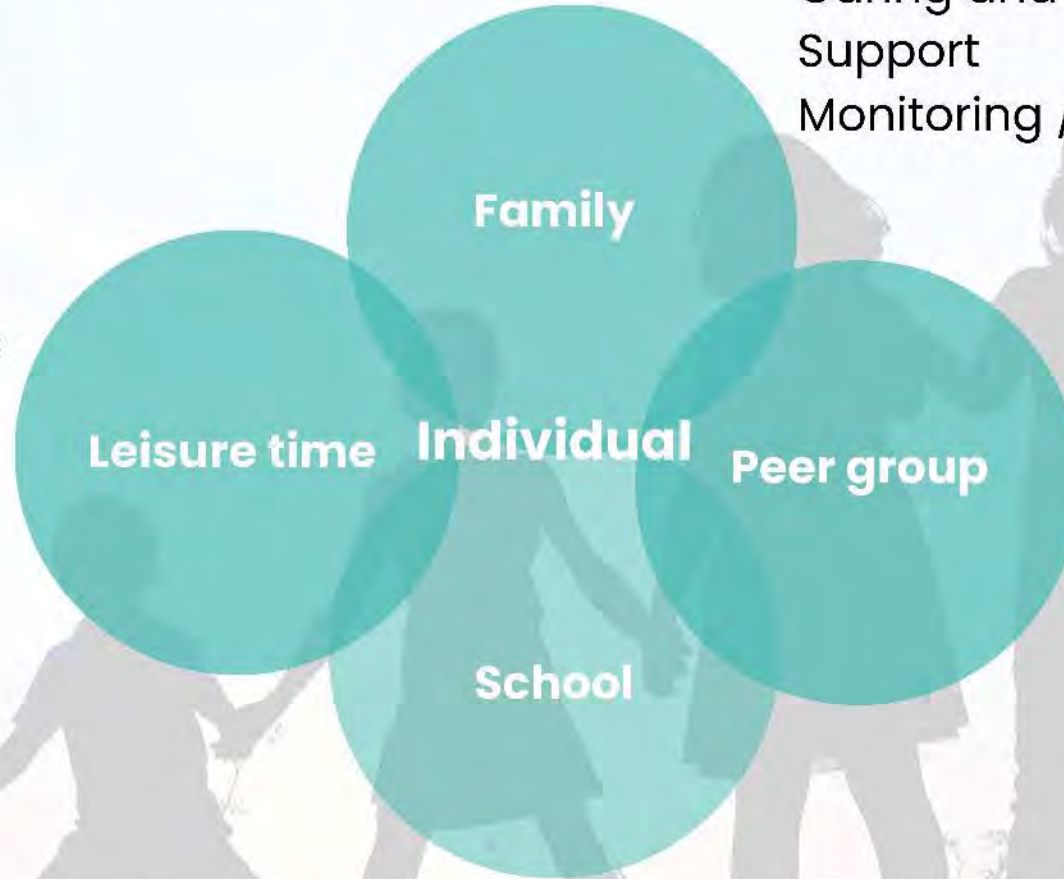 Support
Monitoring /
Family
Leisure time
Individual
Peer group
School